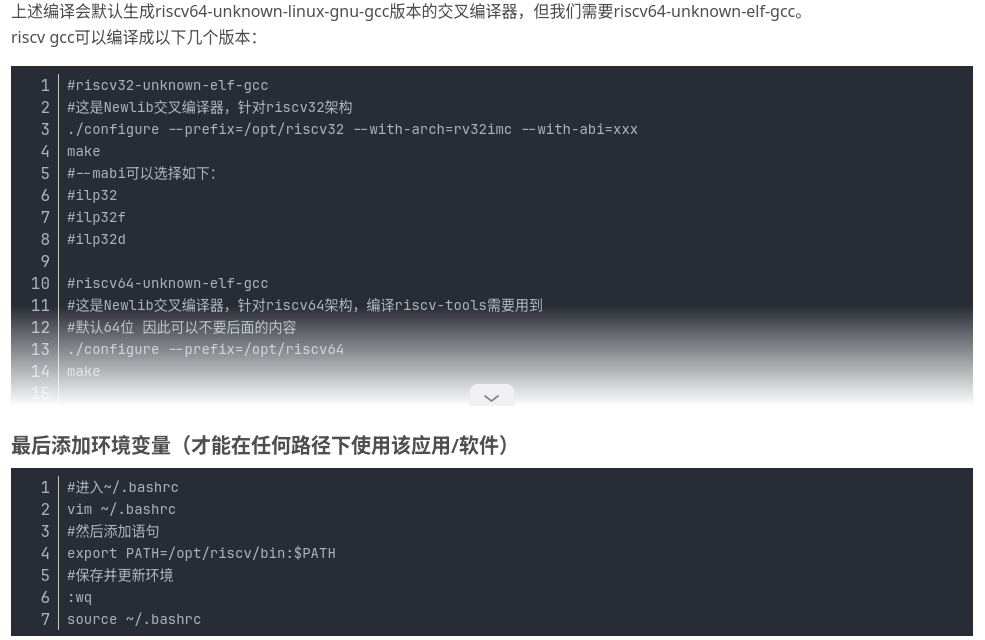 上述编译会默认生成riscv64-unknown-linux-gnu-gcc版本的交叉编译器，但我们需要riscv64-unknown-elf-gcc。
riscv gcc可以编译成以下几个版本：
1 #riscv32-unknown-elf-gcc
2 #这是Newlib交叉编译器，针对riscv32架构
3 ./configure --prefix=/opt/riscv32 --with-arch=rv32imc --with-abi=xxx
4 make
5 #--mabi可以选择如下：
6 #ilp32
7 #ilp32f
8 #ilp32d
9
10 #riscv64-unknown-elf-gcc
11 #这是Newlib交叉编译器，针对riscv64架构，编译riscv-tools需要用到
12 #默认64位 因此可以不要后面的内容
13 ./configure --prefix=/opt/riscv64
14 make
15
最后添加环境变量（才能在任何路径下使用该应用/软件）
1 #进入~/.bashrc
2 vim ~/.bashrc
3 #然后添加语句
4 export PATH=/opt/riscv/bin:$PATH
5 #保存并更新环境
6 :wq
7 source ~/.bashrc